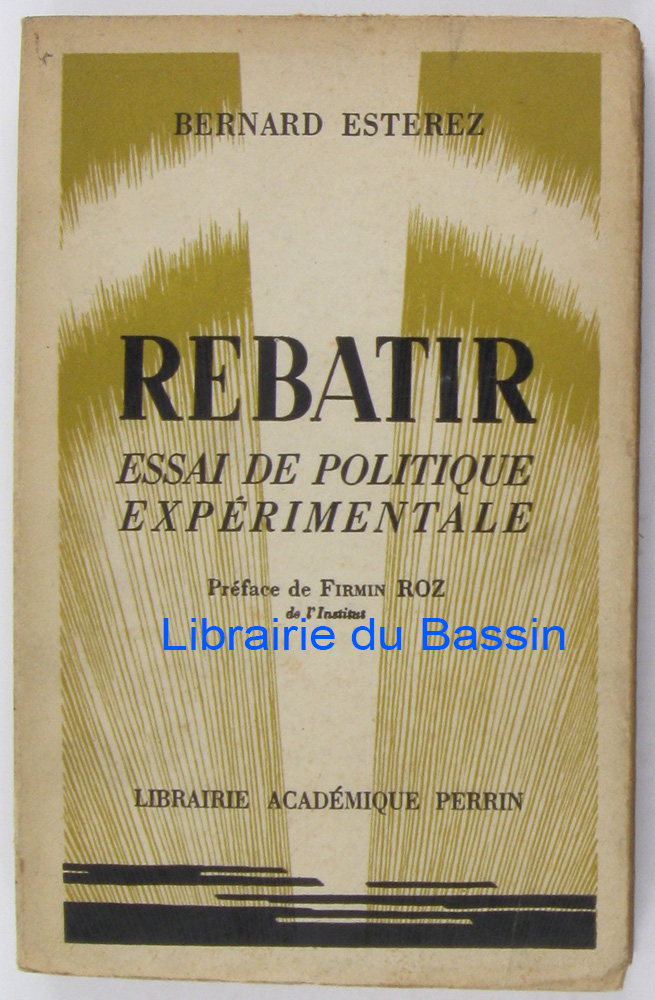 BERNARD ESTEREZ
REBATIR
ESSAI DE POLITIQUE
EXPÉRIMENTALE
Préface de FIRMIN ROZ
de l'Institut
Librairie du Bassin
LIBRAIRIE ACADÉMIQUE PERRIN